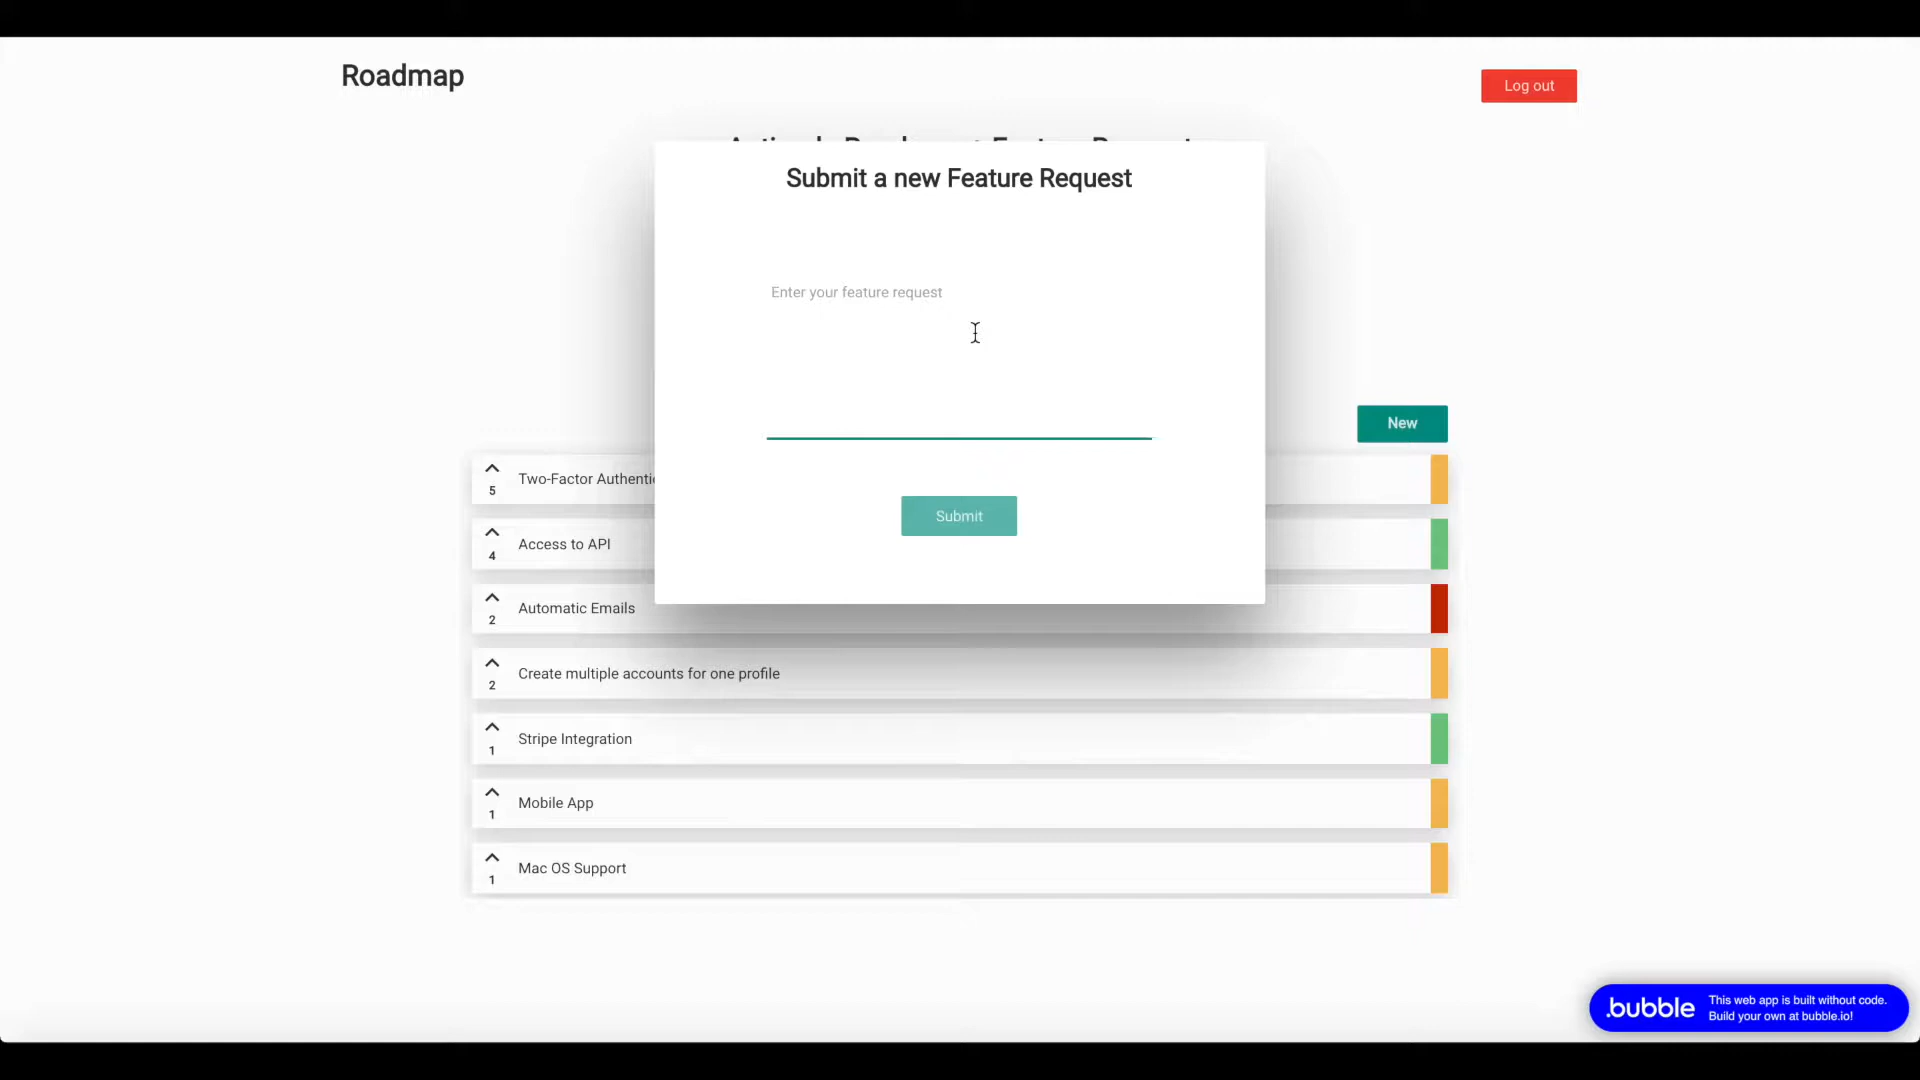 Roadmap
Log out
Submit a new Feature Request
Enter your feature request
New
5
Two-Factor
Submit
4
Access to API
2
Automatic Emails
2
Create multiple accounts for one profile
1
Stripe Integration
1
Mobile App
1
Mac OS Support
.bubble
This web app is built without code.
Build your own at bubble.io!